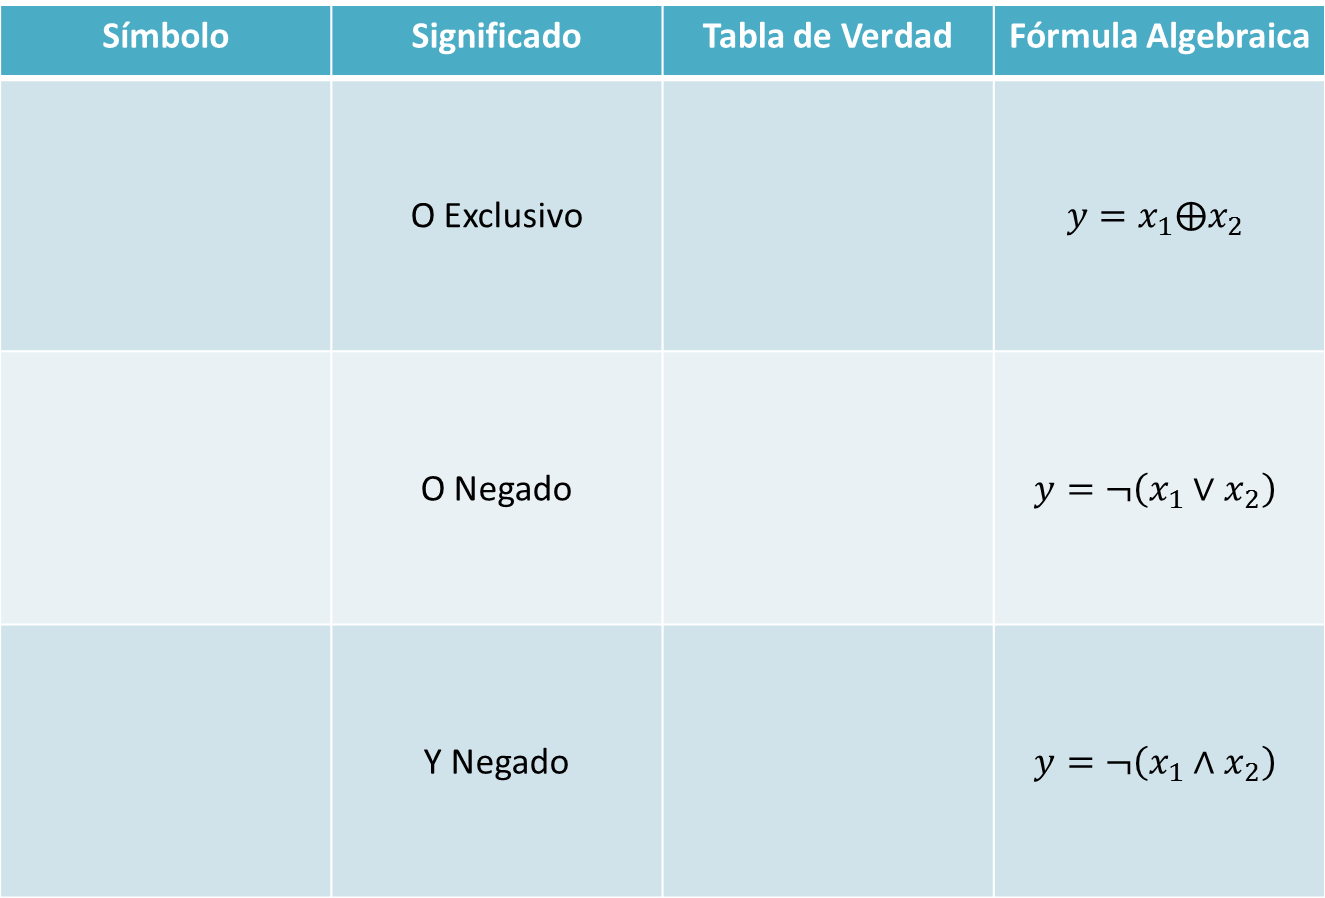 Símbolo Significado Tabla de Verdad Fórmula Algebraica
O Exclusivo y = x₁⊕x₂
O Negado y = ¬(x₁ ∨ x₂)
Y Negado y = ¬(x₁ ∧ x₂)